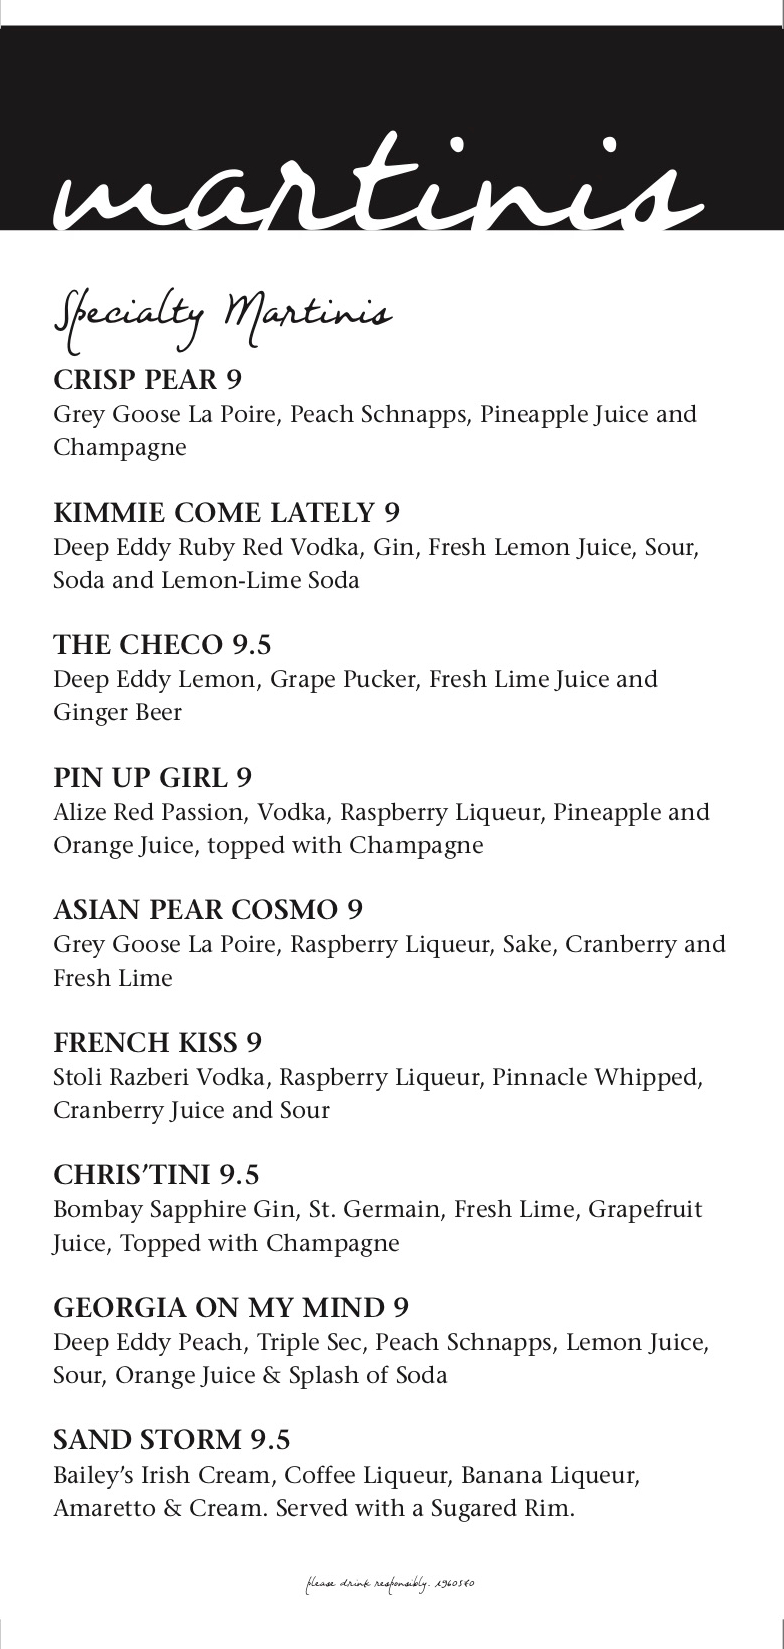 martinis
Specialty Martinis
CRISP PEAR 9
Grey Goose La Poire, Peach Schnapps, Pineapple Juice and
Champagne
KIMMIE COME LATELY 9
Deep Eddy Ruby Red Vodka, Gin, Fresh Lemon Juice, Sour,
Soda and Lemon-Lime Soda
THE CHECO 9.5
Deep Eddy Lemon, Grape Pucker, Fresh Lime Juice and
Ginger Beer
PIN UP GIRL 9
Alize Red Passion, Vodka, Raspberry Liqueur, Pineapple and
Orange Juice, topped with Champagne
ASIAN PEAR COSMO 9
Grey Goose La Poire, Raspberry Liqueur, Sake, Cranberry and
Fresh Lime
FRENCH KISS 9
Stoli Razberi Vodka, Raspberry Liqueur, Pinnacle Whipped,
Cranberry Juice and Sour
CHRIS’TINI 9.5
Bombay Sapphire Gin, St. Germain, Fresh Lime, Grapefruit
Juice, Topped with Champagne
GEORGIA ON MY MIND 9
Deep Eddy Peach, Triple Sec, Peach Schnapps, Lemon Juice,
Sour, Orange Juice & Splash of Soda
SAND STORM 9.5
Bailey’s Irish Cream, Coffee Liqueur, Banana Liqueur,
Amaretto & Cream. Served with a Sugared Rim.
please drink responsibly.